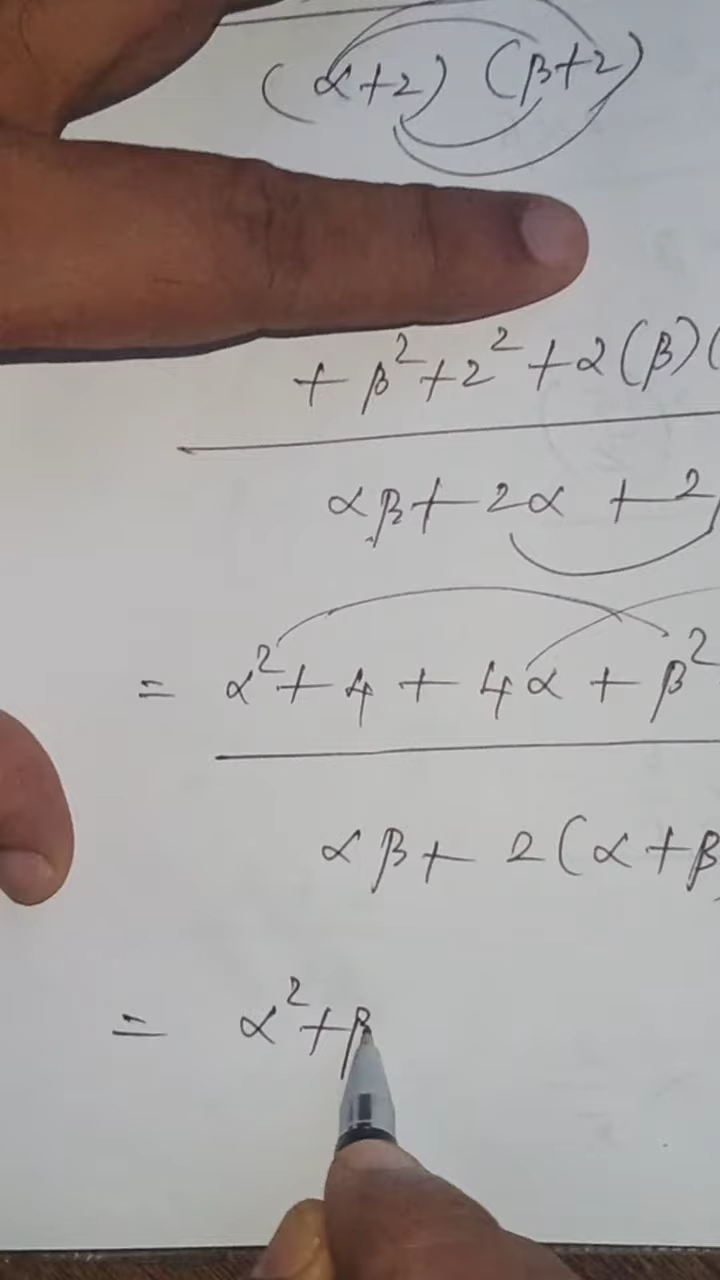 (α+2) (β+2)
+ β²+2²+2(β)(
αβ+2α +2
= α²+4+4α+β²
αβ+ 2(α+β
= α²+β